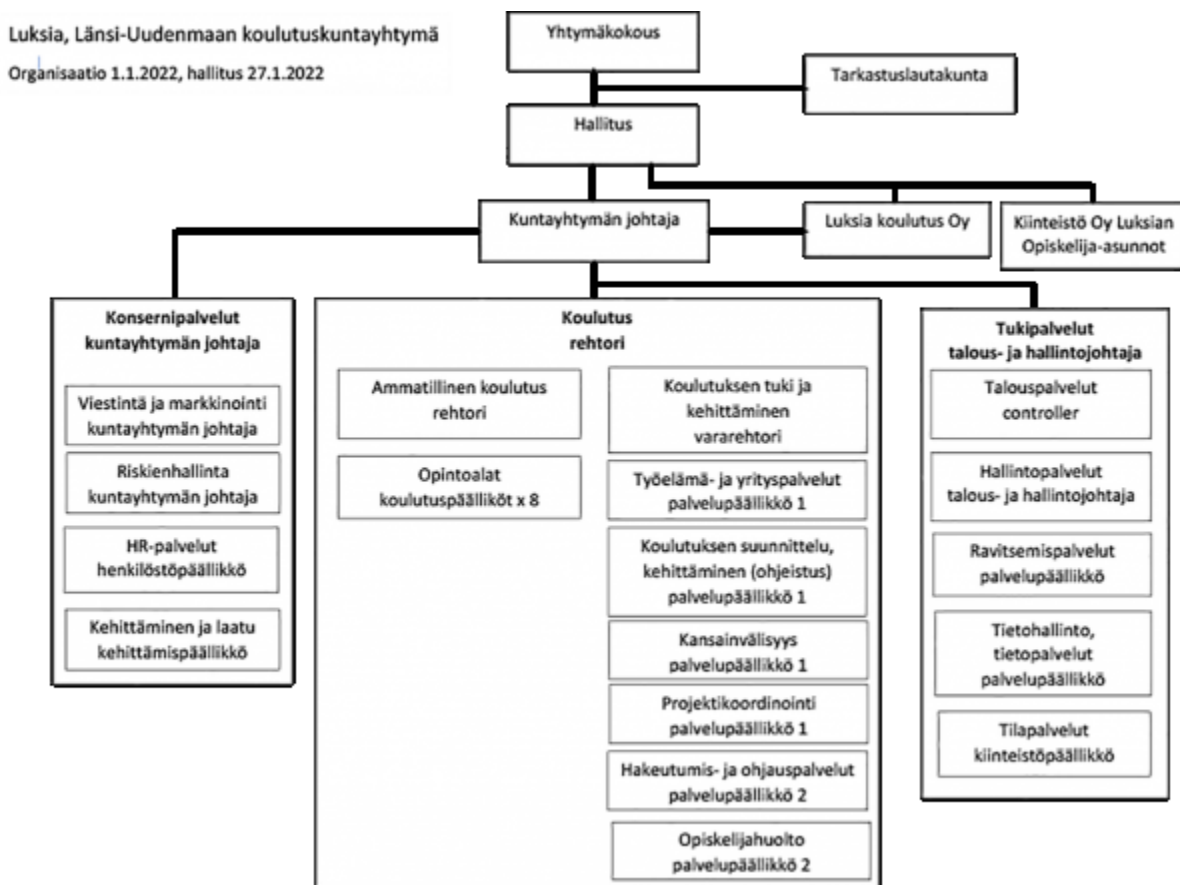 Luksia, Länsi-Uudenmaan koulutuskuntayhtymä
Organisaatio 1.1.2022, hallitus 27.1.2022
Yhtymäkokous
Tarkastuslautakunta
Hallitus
Kuntayhtymän johtaja
Luksia koulutus Oy
Kiinteistö Oy Luksian
Opiskelija-asunnot
Konsernipalvelut
kuntayhtymän johtaja
Viestintä ja markkinointi
kuntayhtymän johtaja
Riskienhallinta
kuntayhtymän johtaja
HR-palvelut
henkilöstöpäällikkö
Kehittäminen ja laatu
kehittämispäällikkö
Koulutus
rehtori
Ammatillinen koulutus
rehtori
Opintoalat
koulutuspäälliköt x 8
Koulutuksen tuki ja
kehittäminen
vararehtori
Työelämä- ja yrityspalvelut
palvelupäällikkö 1
Koulutuksen suunnittelu,
kehittäminen (ohjeistus)
palvelupäällikkö 1
Kansainvälisyys
palvelupäällikkö 1
Projektikoordinointi
palvelupäällikkö 1
Hakeutumis- ja ohjauspalvelut
palvelupäällikkö 2
Opiskelijahuolto
palvelupäällikkö 2
Tukipalvelut
talous- ja hallintojohtaja
Talouspalvelut
controller
Hallintopalvelut
talous- ja hallintojohtaja
Ravitsemispalvelut
palvelupäällikkö
Tietohallinto,
tietopalvelut
palvelupäällikkö
Tilapalvelut
kiinteistöpäällikkö